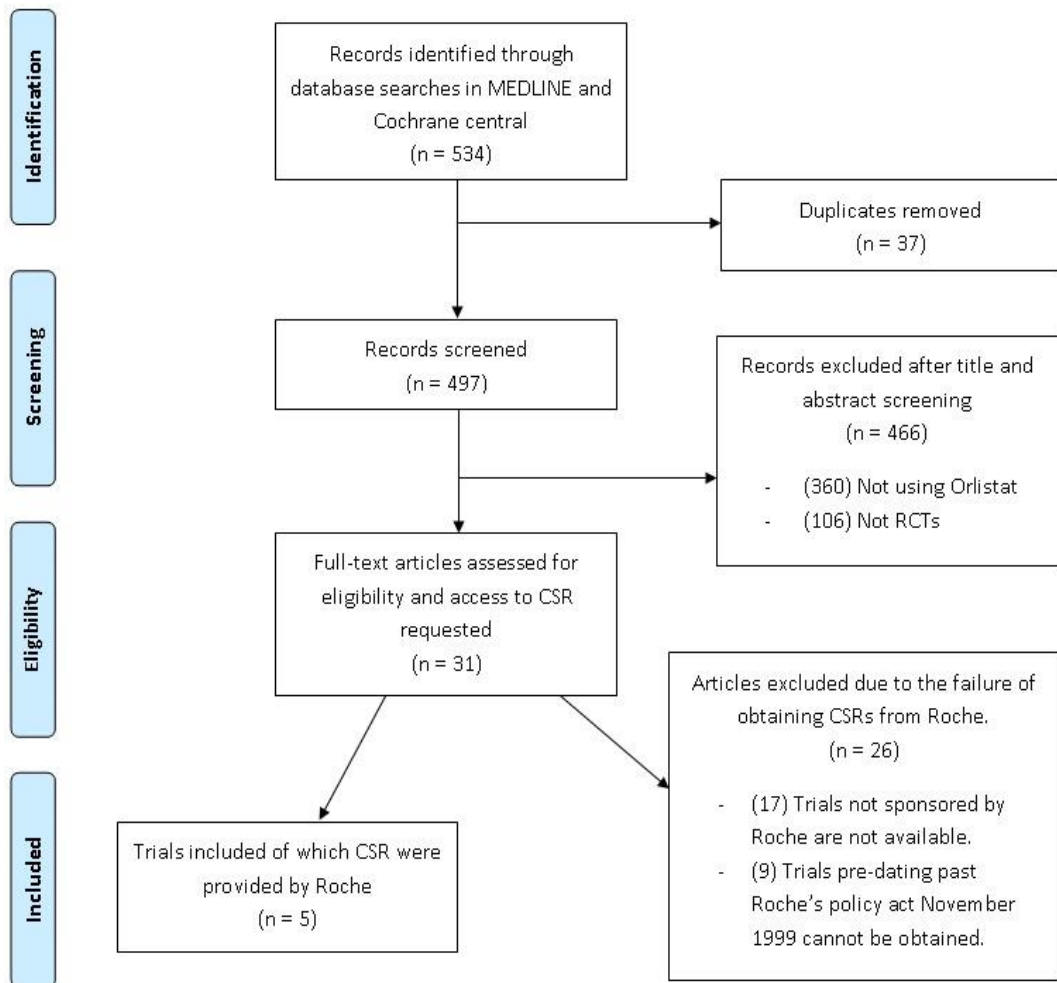 Identification
Records identified through
database searches in MEDLINE and
Cochrane central
(n = 534)
Duplicates removed
(n = 37)
Screening
Records screened
(n = 497)
Records excluded after title and
abstract screening
(n = 466)
- (360) Not using Orlistat
- (106) Not RCTs
Eligibility
Full-text articles assessed for
eligibility and access to CSR
requested
(n = 31)
Articles excluded due to the failure of
obtaining CSRs from Roche.
(n = 26)
- (17) Trials not sponsored by
Roche are not available.
- (9) Trials pre-dating past
Roche's policy act November
1999 cannot be obtained.
Included
Trials included of which CSR were
provided by Roche
(n = 5)